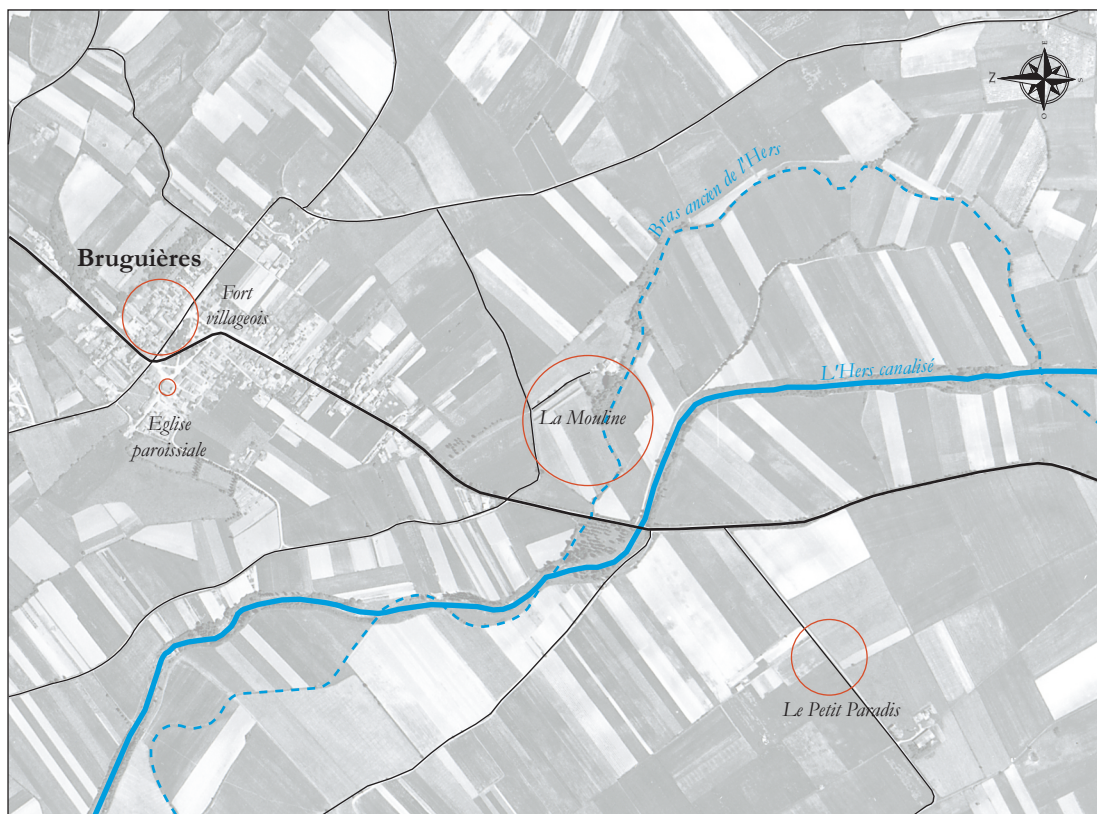 E
Z
S
O
Bras ancien de l'Hers
Bruguières
Fort
villageois
L'Hers canalisé
La Mouline
Eglise
paroissiale
Le Petit Paradis